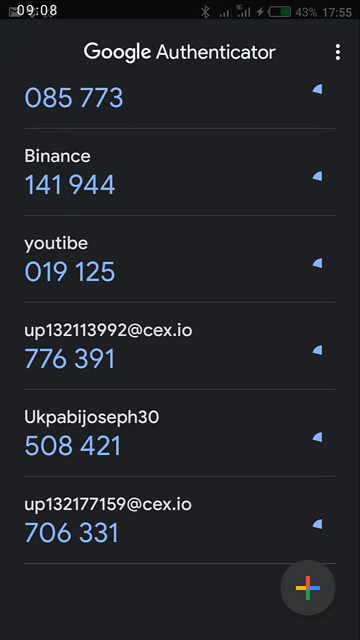 09:08
43% 17:55
Google Authenticator
085 773
Binance
141 944
youtibe
019 125
up132113992@cex.io
776 391
Ukpabijoseph30
508 421
up132177159@cex.io
706 331